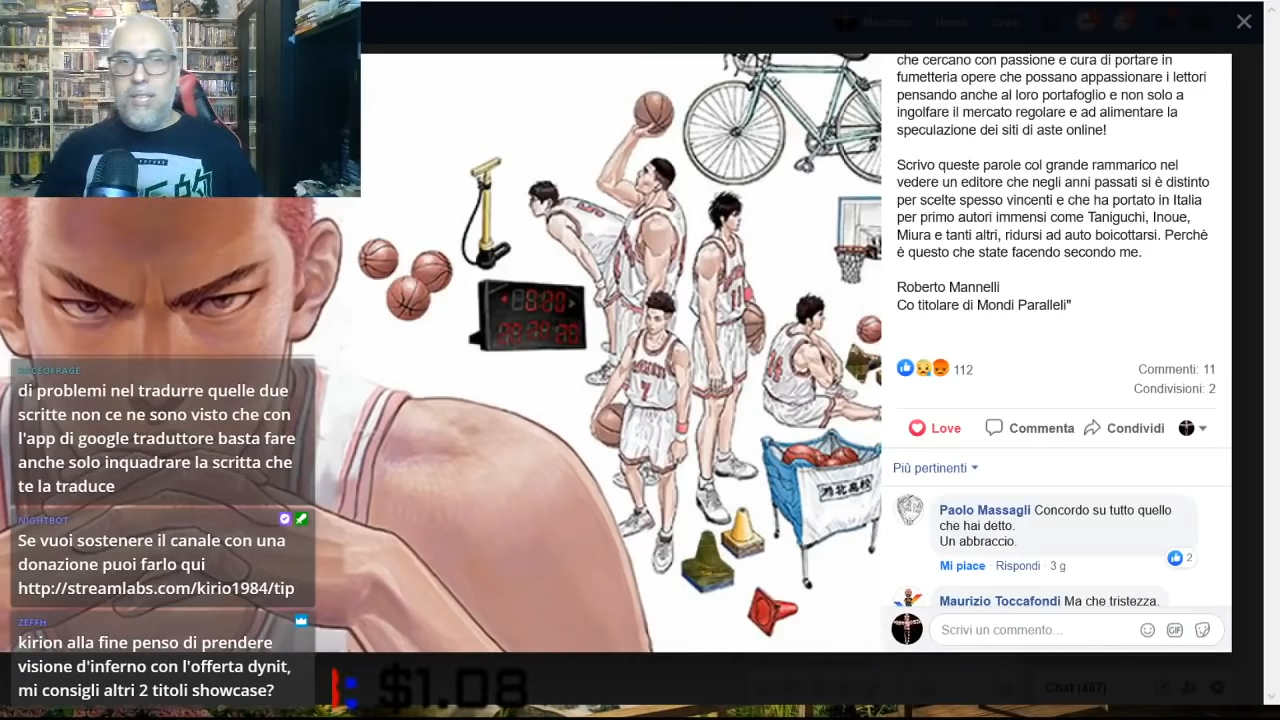 che cercano con passione e cura di portare in
fumetteria opere che possano appassionare i lettori
pensando anche al loro portafoglio e non solo a
ingolfare il mercato regolare e ad alimentare la
speculazione dei siti di aste online!
Scrivo queste parole col grande rammarico nel
vedere un editore che negli anni passati si è distinto
per scelte spesso vincenti e che ha portato in Italia
per primo autori immensi come Taniguchi, Inoue,
Miura e tanti altri, ridursi ad auto boicottarsi. Perchè
è questo che state facendo secondo me.
Roberto Mannelli
Co titolare di Mondi Paralleli"
112
Commenti: 11
Condivisioni: 2
Love
Commenta
Condividi
Più pertinenti
Paolo Massagli Concordo su tutto quello
che hai detto.
Un abbraccio.
2
Mi piace · Rispondi · 3 g
Maurizio Toccafondi Ma che tristezza.
Scrivi un commento...
GIF
Chat (467)
di problemi nel tradurre quelle due
scritte non ce ne sono visto che con
l'app di google traduttore basta fare
anche solo inquadrare la scritta che
te la traduce
NIGHTBOT
Se vuoi sostenere il canale con una
donazione puoi farlo qui
http://streamlabs.com/kirio1984/tip
ZEFFH
kirion alla fine penso di prendere
visione d'inferno con l'offerta dynit,
mi consigli altri 2 titoli showcase?
$1.08
7
湘北高校